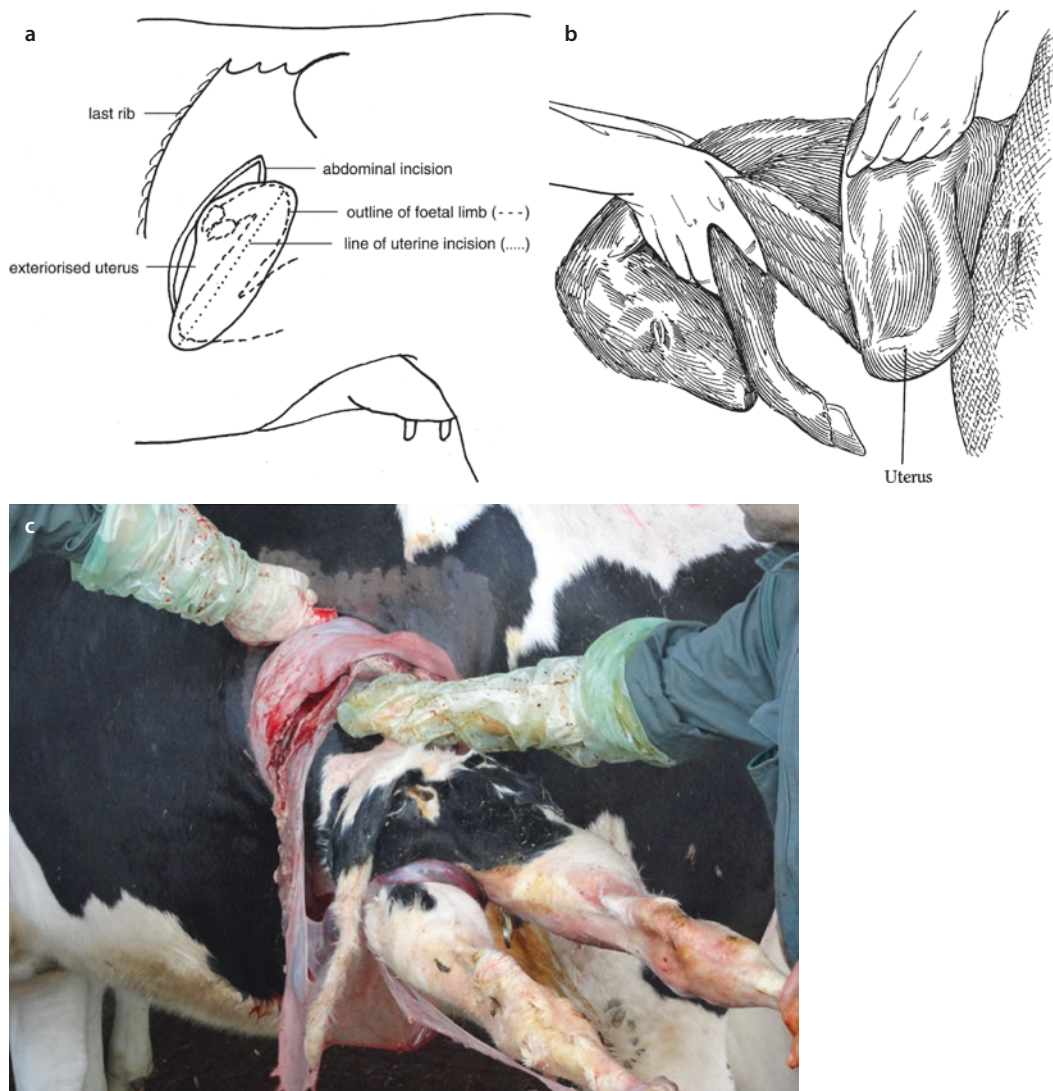 a
last rib
abdominal incision
outline of foetal limb (- - -)
line of uterine incision (.....)
exteriorised uterus
b
Uterus
c